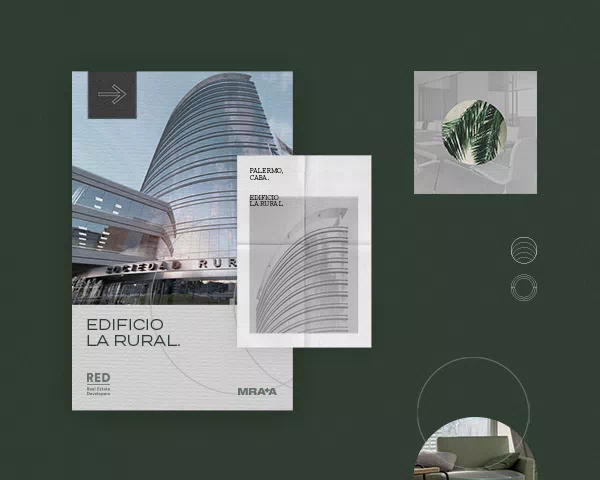 SOCIEDAD RUR
PALERMO,
CABA.
EDIFICIO
LA RURAL.
EDIFICIO
LA RURAL.
RED
Real Estate
Developers
MRA+A